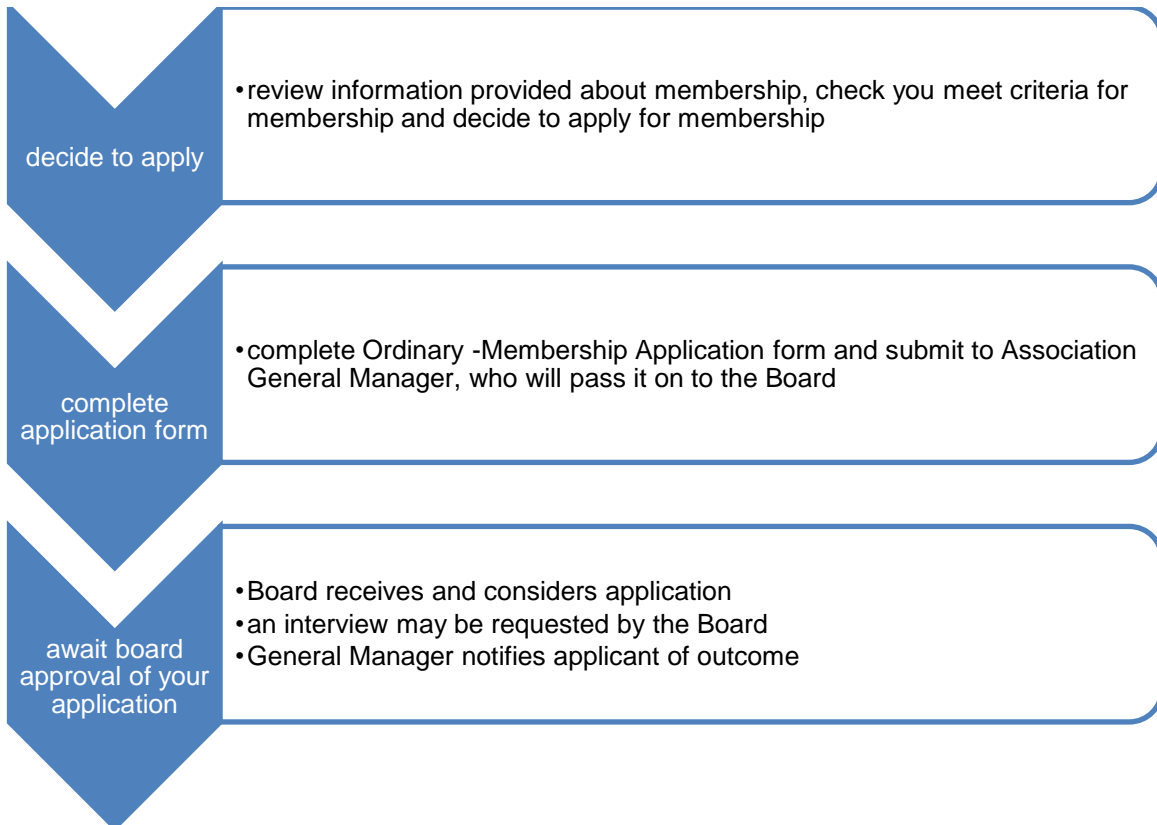 decide to apply
•review information provided about membership, check you meet criteria for
membership and decide to apply for membership
complete
application form
•complete Ordinary -Membership Application form and submit to Association
General Manager, who will pass it on to the Board
await board
approval of your
application
•Board receives and considers application
•an interview may be requested by the Board
•General Manager notifies applicant of outcome